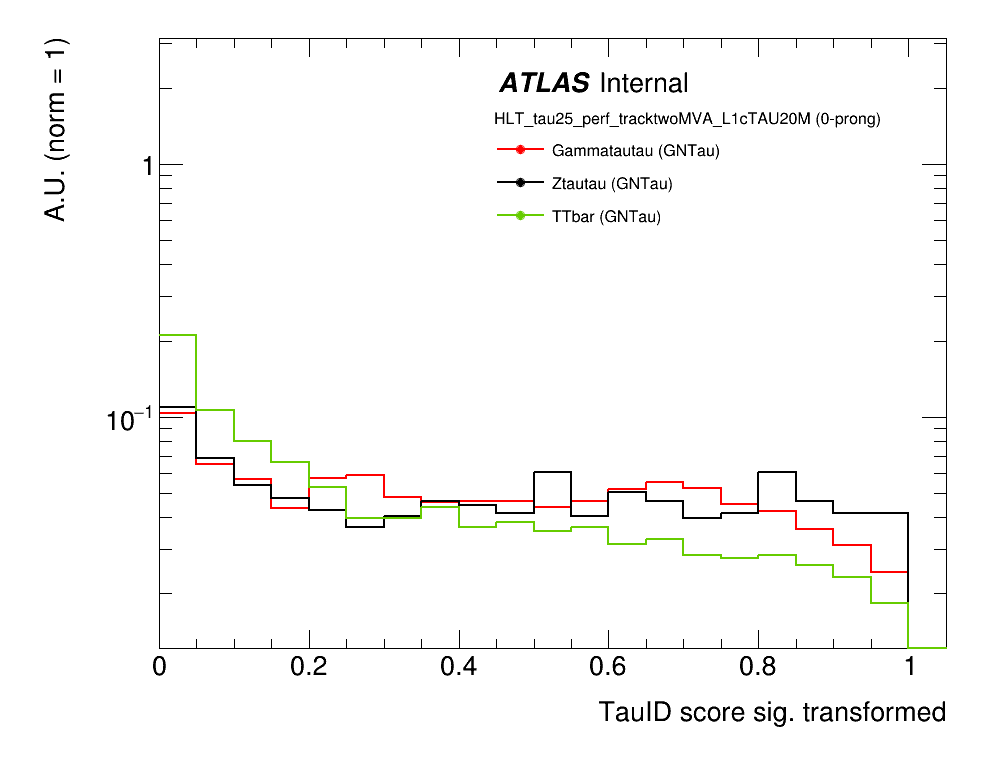 A.U. (norm = 1)
ATLAS Internal
HLT_tau25_perf_tracktwoMVA_L1cTAU20M (0-prong)
Gammatautau (GNTau)
Ztautau (GNTau)
TTbar (GNTau)
1
10⁻¹
0 0.2 0.4 0.6 0.8 1
TauID score sig. transformed